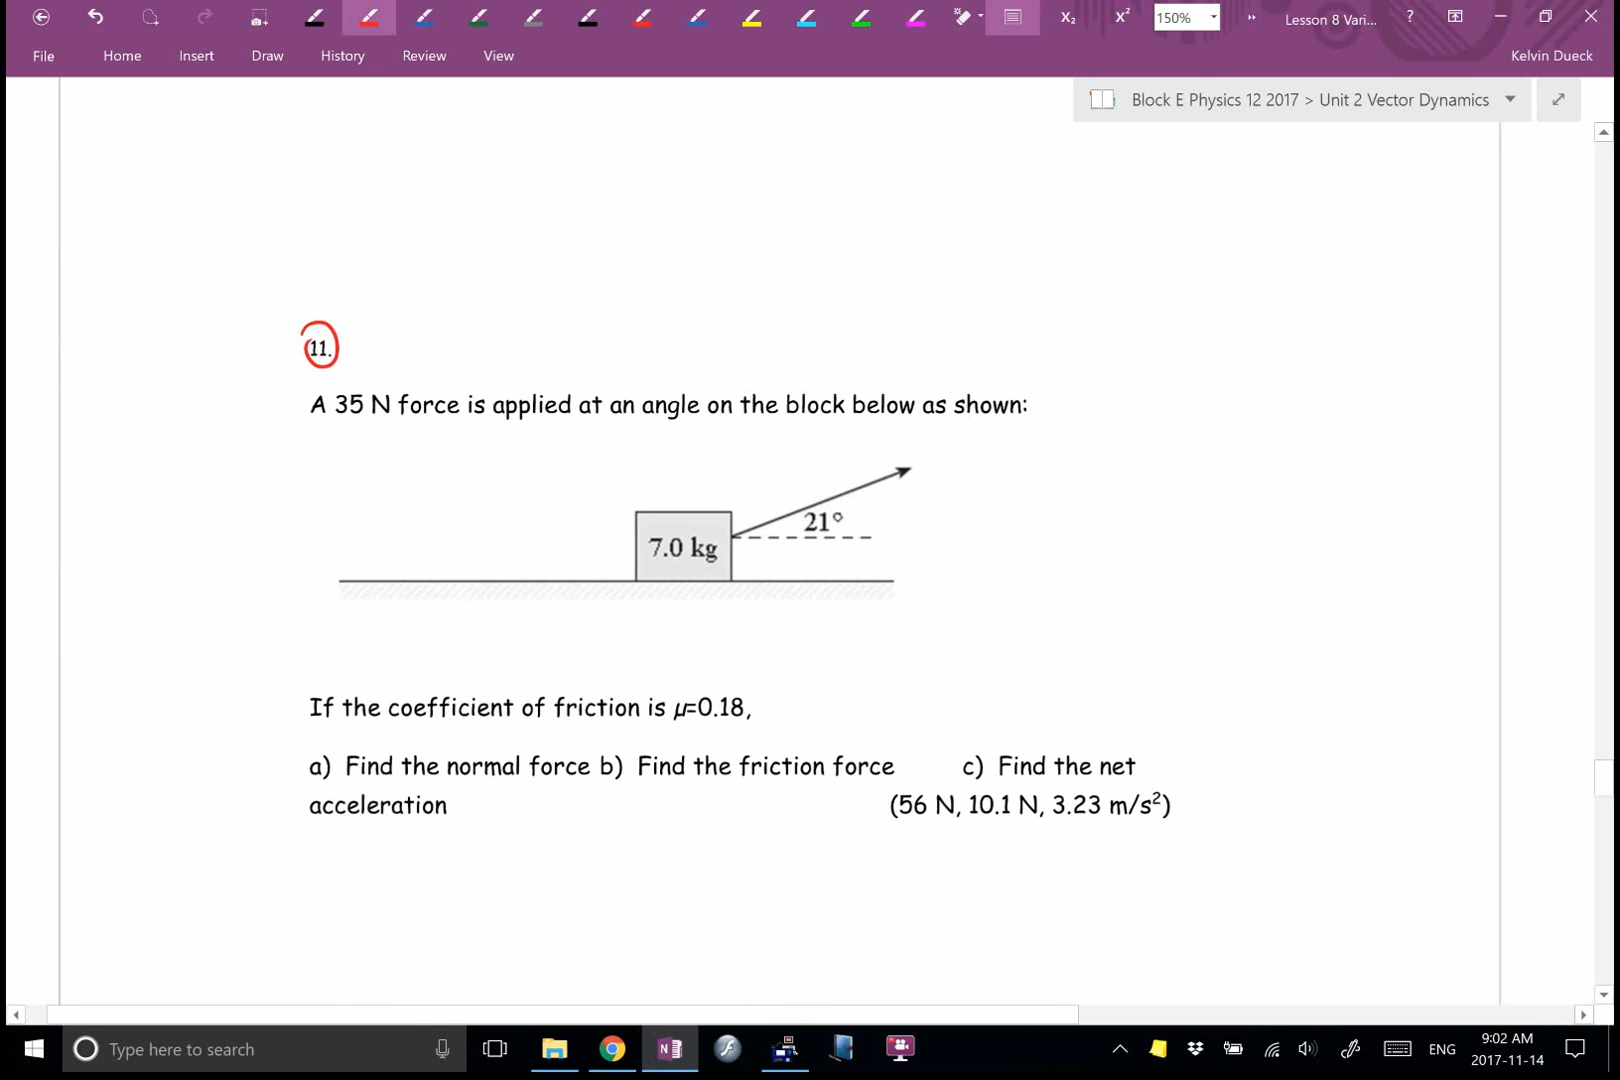 X₂ X² 150% Lesson 8 Vari... ?
File Home Insert Draw History Review View Kelvin Dueck
Block E Physics 12 2017 > Unit 2 Vector Dynamics
11.
A 35 N force is applied at an angle on the block below as shown:
21°
7.0 kg
If the coefficient of friction is μ=0.18,
a) Find the normal force b) Find the friction force c) Find the net
acceleration (56 N, 10.1 N, 3.23 m/s²)
Type here to search
ENG
9:02 AM
2017-11-14